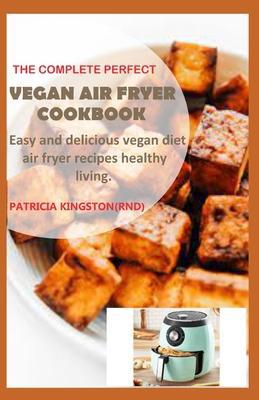 THE COMPLETE PERFECT
VEGAN AIR FRYER
COOKBOOK
Easy and delicious vegan diet
air fryer recipes healthy
living.
PATRICIA KINGSTON(RND)